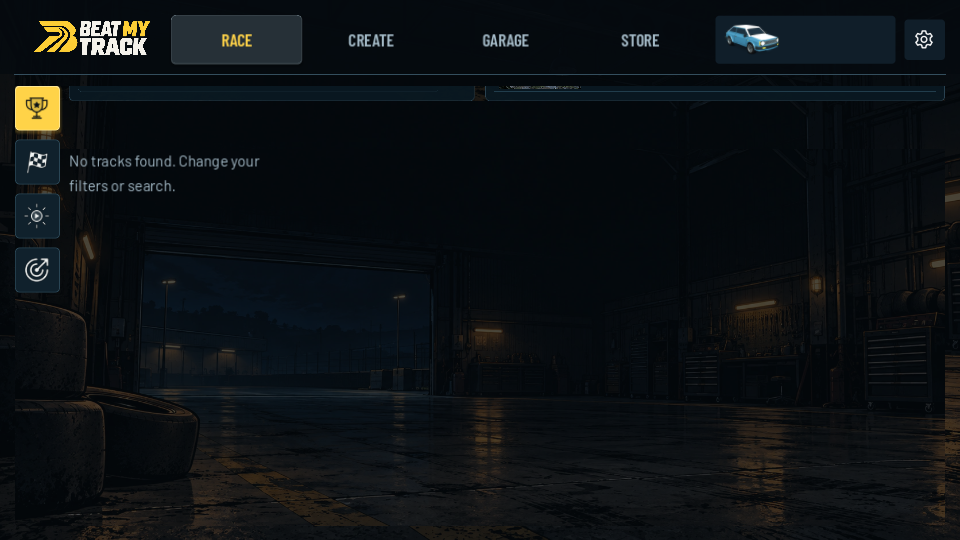 BEAT MY
TRACK
RACE
CREATE
GARAGE
STORE
No tracks found. Change your
filters or search.